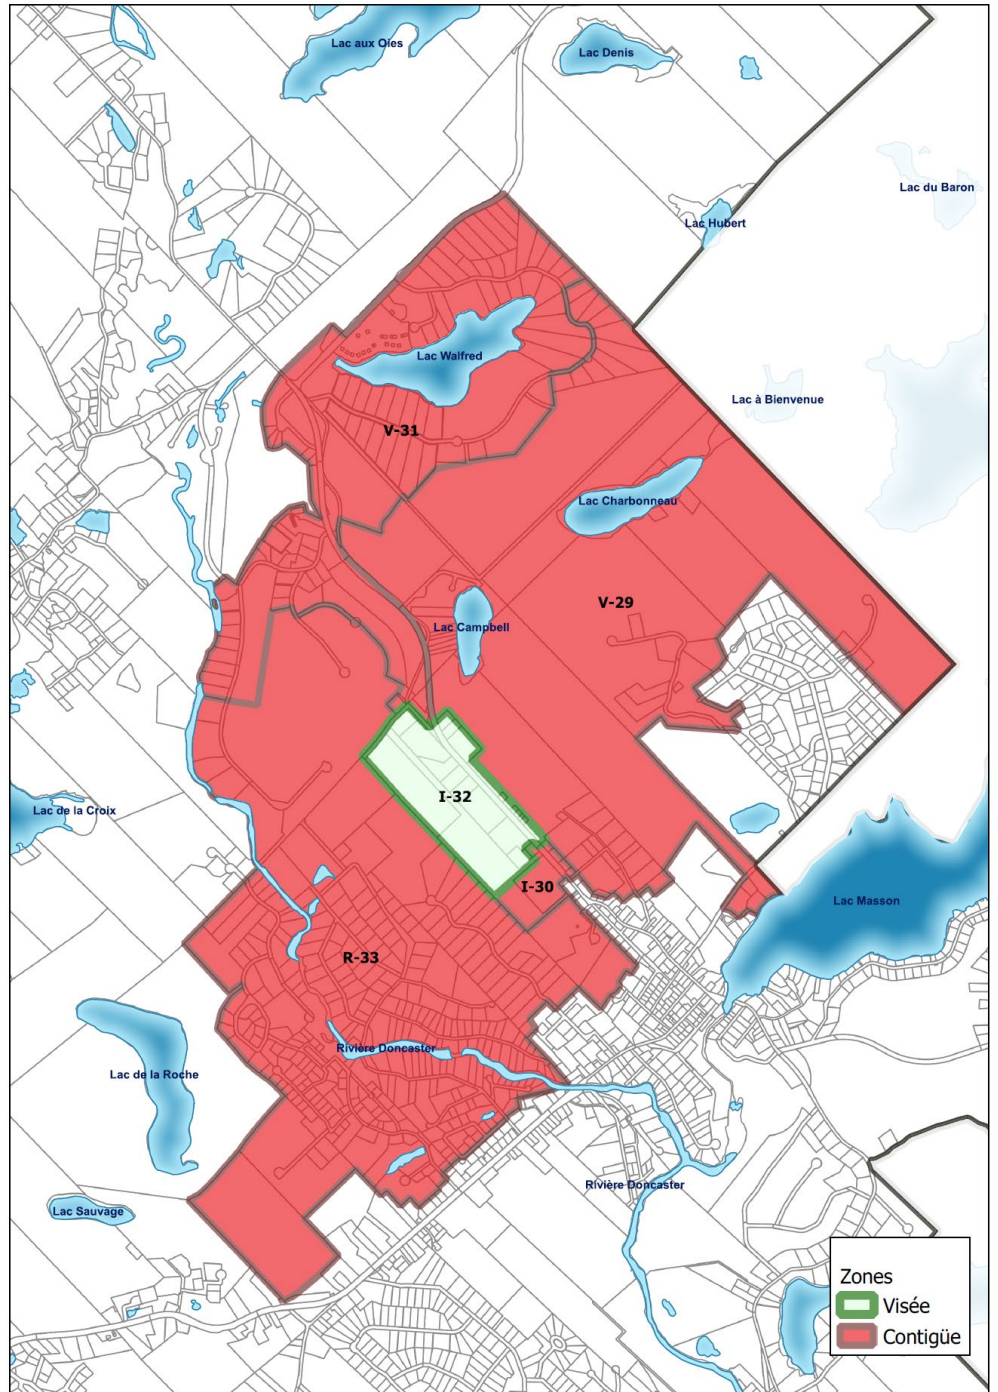 Lac aux Oies
Lac Denis
Lac du Baron
Lac Hubert
Lac Walfred
Lac à Bienvenue
V-31
Lac Charbonneau
V-29
Lac Campbell
I-32
Lac de la Croix
I-30
Lac Masson
R-33
Rivière Doncaster
Lac de la Roche
Rivière Doncaster
Lac Sauvage
Zones
Visée
Contigüe